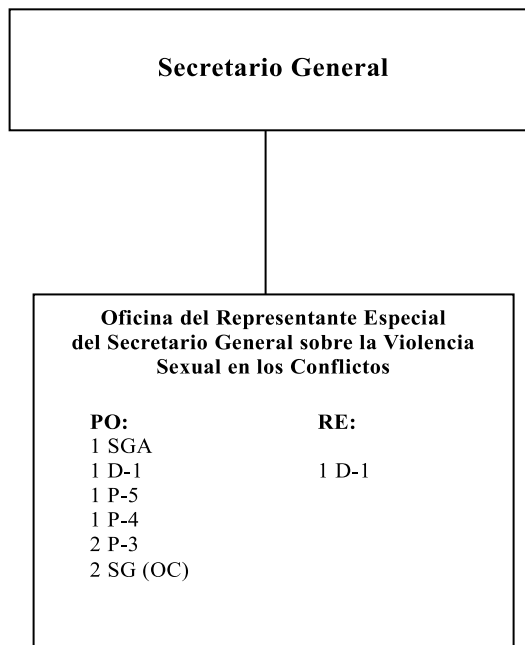 Secretario General
Oficina del Representante Especial
del Secretario General sobre la Violencia
Sexual en los Conflictos
PO: RE:
1 SGA
1 D-1 1 D-1
1 P-5
1 P-4
2 P-3
2 SG (OC)